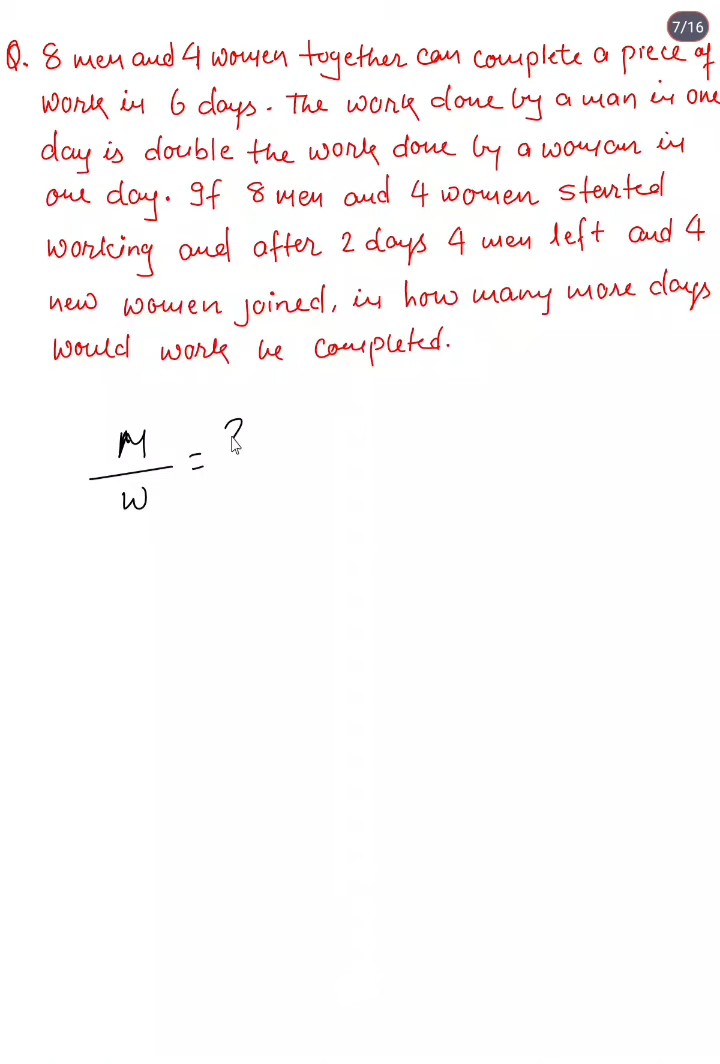 7/16
Q. 8 men and 4 women together can complete a piece of
work in 6 days. The work done by a man in one
day is double the work done by a woman in
one day. If 8 men and 4 women started
working and after 2 days 4 men left and 4
new women joined, in how many more days
would work be completed.
M
= ?
W